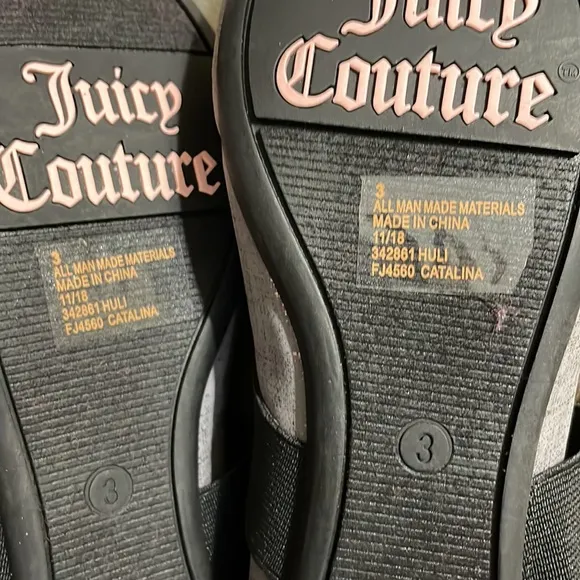 Juicy
Couture
3
ALL MAN MADE MATERIALS
MADE IN CHINA
11/18
342861 HULI
FJ4560 CATALINA
3
Juicy
Couture™
3
ALL MAN MADE MATERIALS
MADE IN CHINA
11/18
342861 HULI
FJ4560 CATALINA
3